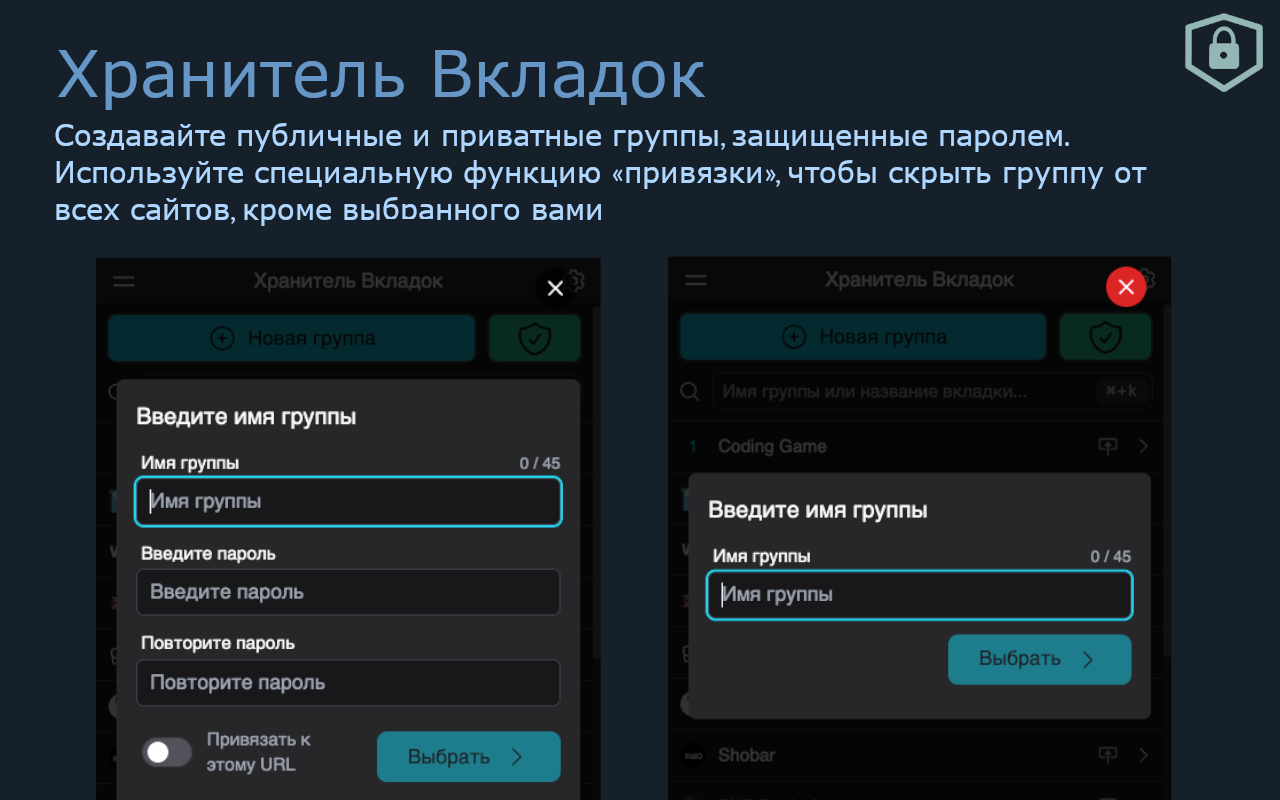 Хранитель Вкладок
Создавайте публичные и приватные группы, защищенные паролем.
Используйте специальную функцию «привязки», чтобы скрыть группу от
всех сайтов, кроме выбранного вами
Хранитель Вкладок
Новая группа
Введите имя группы
Имя группы 0 / 45
Имя группы
Введите пароль
Введите пароль
Повторите пароль
Повторите пароль
Привязать к
этому URL
Выбрать
Хранитель Вкладок
Новая группа
Имя группы или название вкладки... ⌘+k
1 Coding Game
Введите имя группы
Имя группы 0 / 45
Имя группы
Выбрать
Shobar